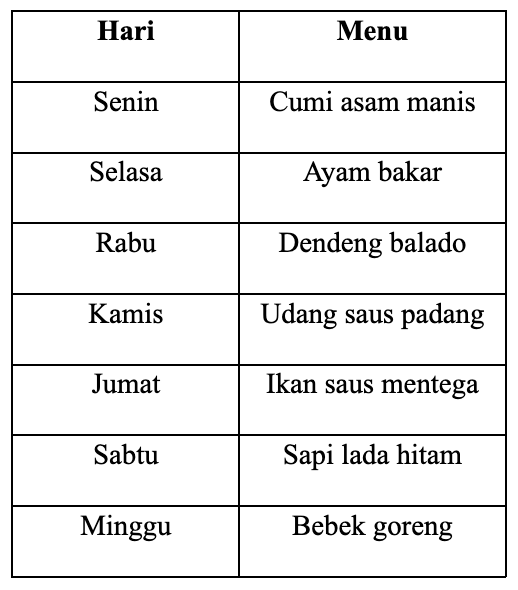 Hari Menu
Senin Cumi asam manis
Selasa Ayam bakar
Rabu Dendeng balado
Kamis Udang saus padang
Jumat Ikan saus mentega
Sabtu Sapi lada hitam
Minggu Bebek goreng